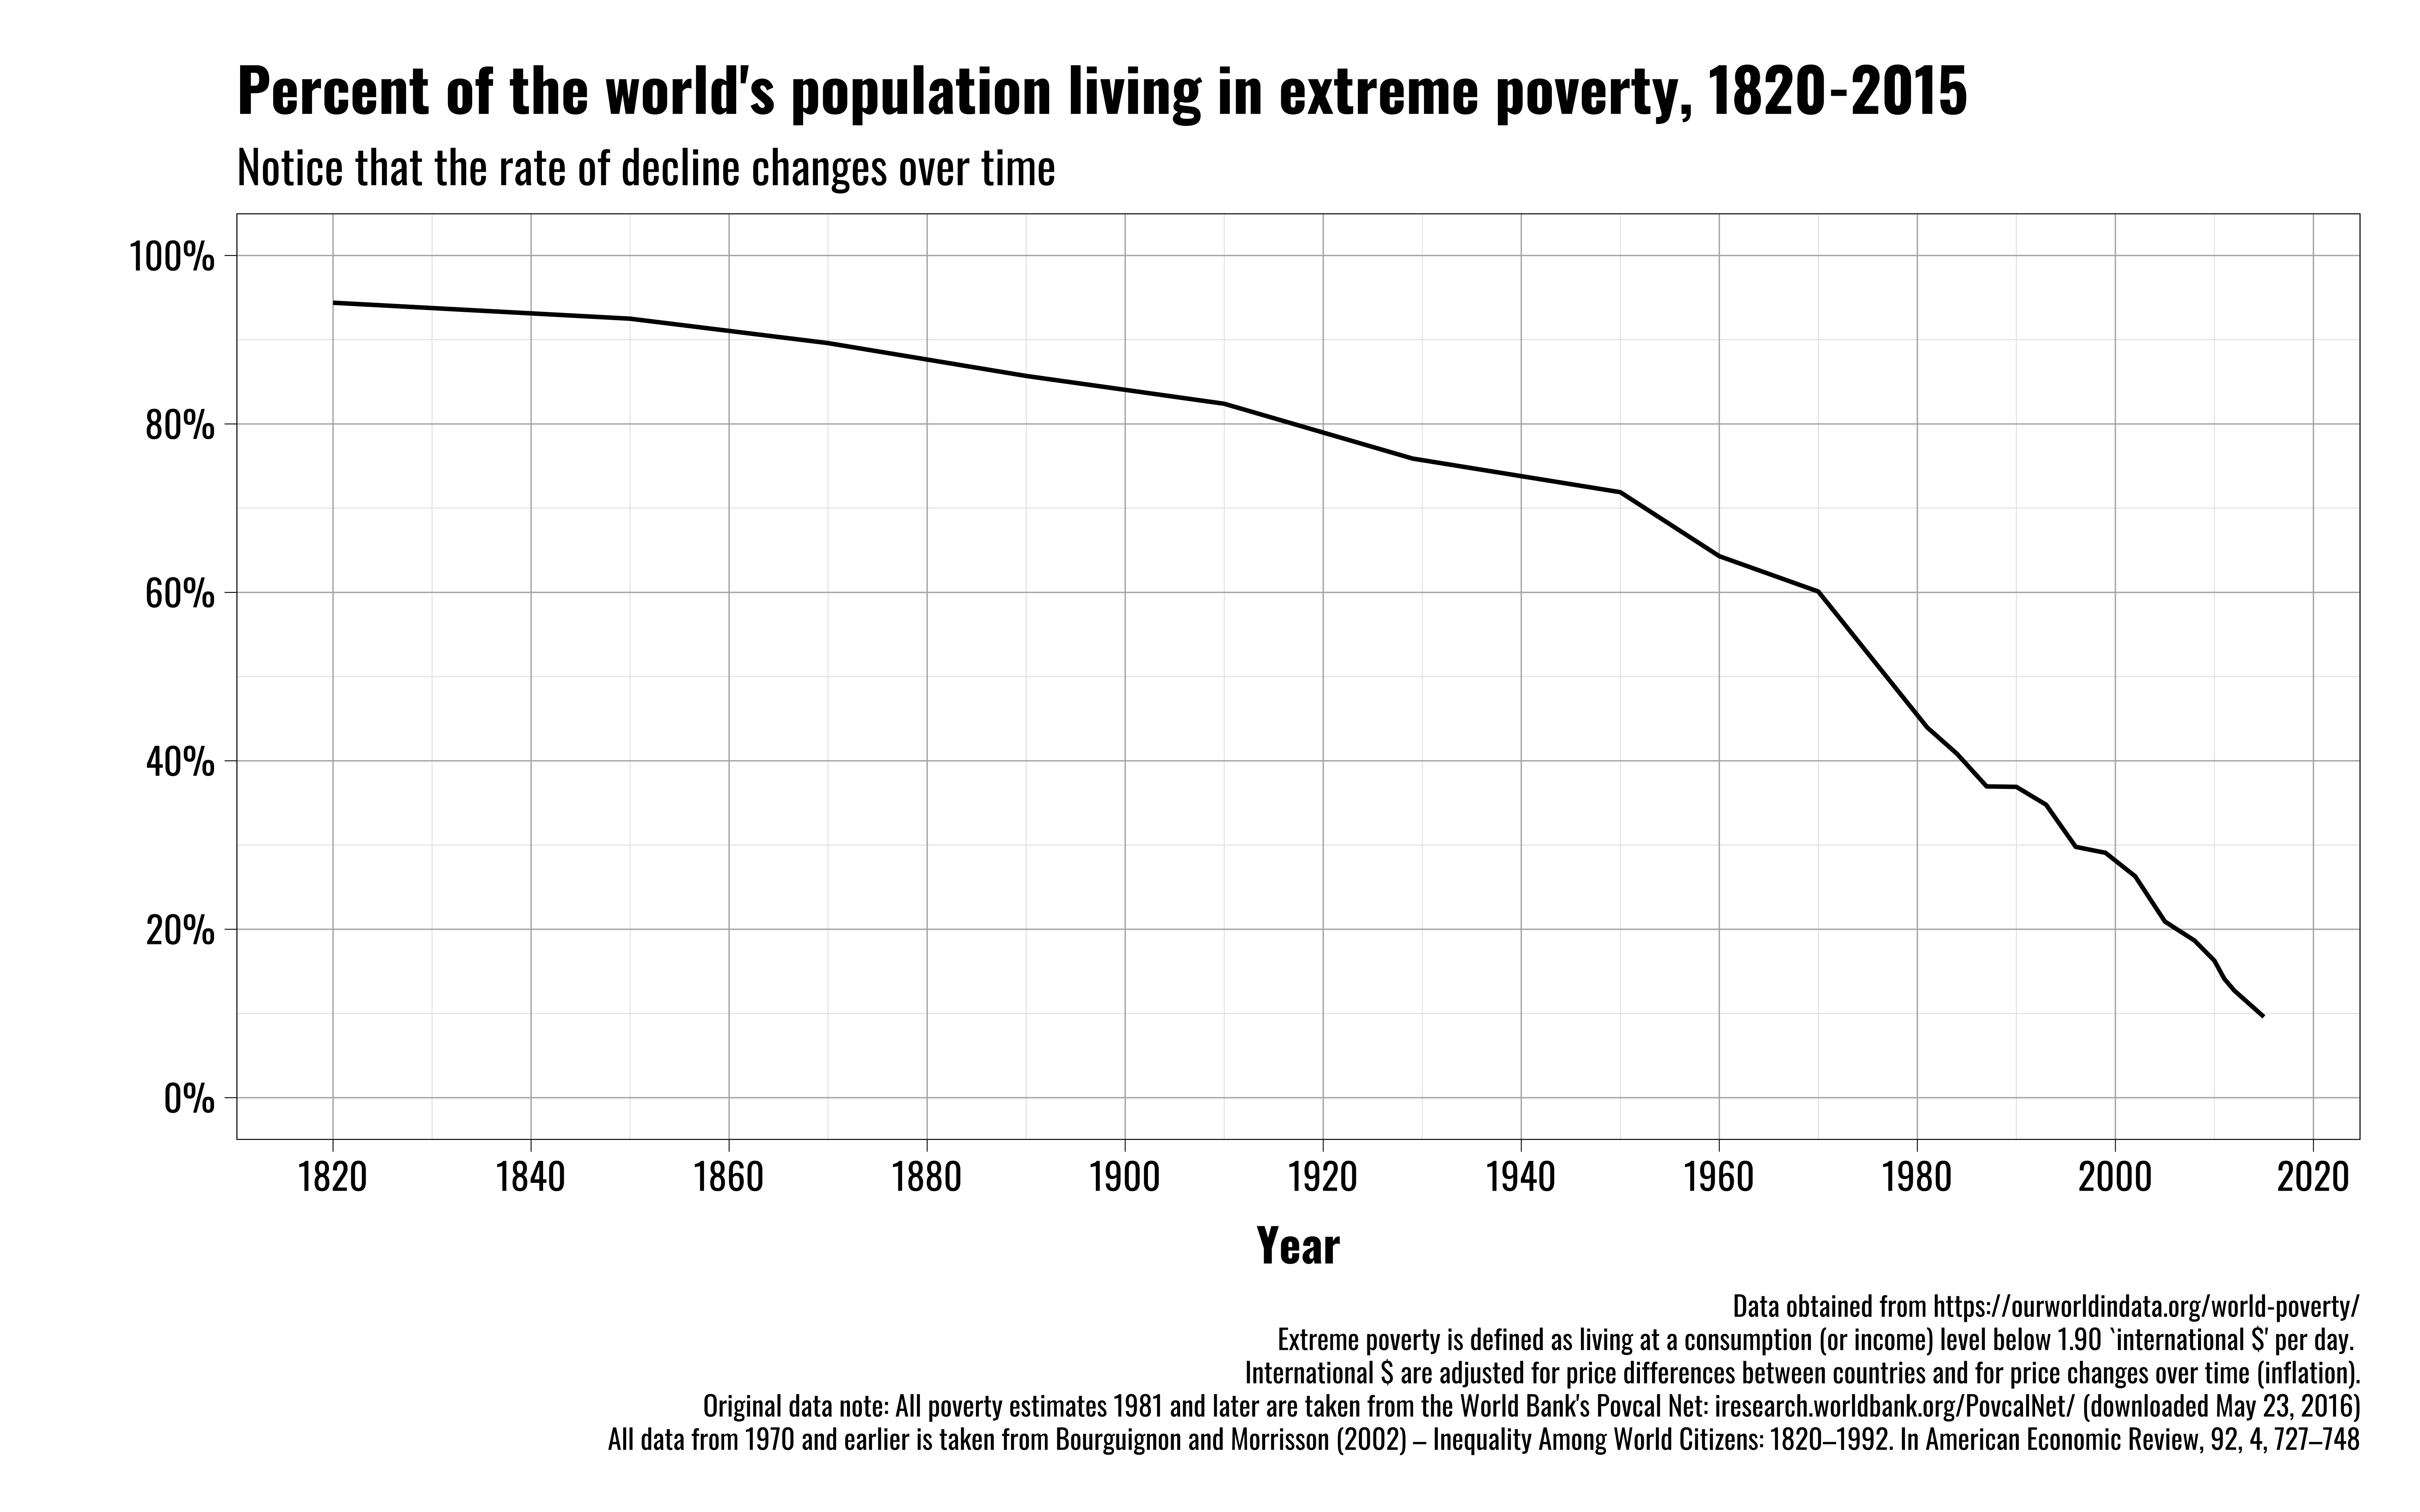 Percent of the world's population living in extreme poverty, 1820-2015
Notice that the rate of decline changes over time
100%
80%
60%
40%
20%
0%
1820 1840 1860 1880 1900 1920 1940 1960 1980 2000 2020
Year
Data obtained from https://ourworldindata.org/world-poverty/
Extreme poverty is defined as living at a consumption (or income) level below 1.90 `international $' per day.
International $ are adjusted for price differences between countries and for price changes over time (inflation).
Original data note: All poverty estimates 1981 and later are taken from the World Bank's Povcal Net: iresearch.worldbank.org/PovcalNet/ (downloaded May 23, 2016)
All data from 1970 and earlier is taken from Bourguignon and Morrisson (2002) – Inequality Among World Citizens: 1820–1992. In American Economic Review, 92, 4, 727–748